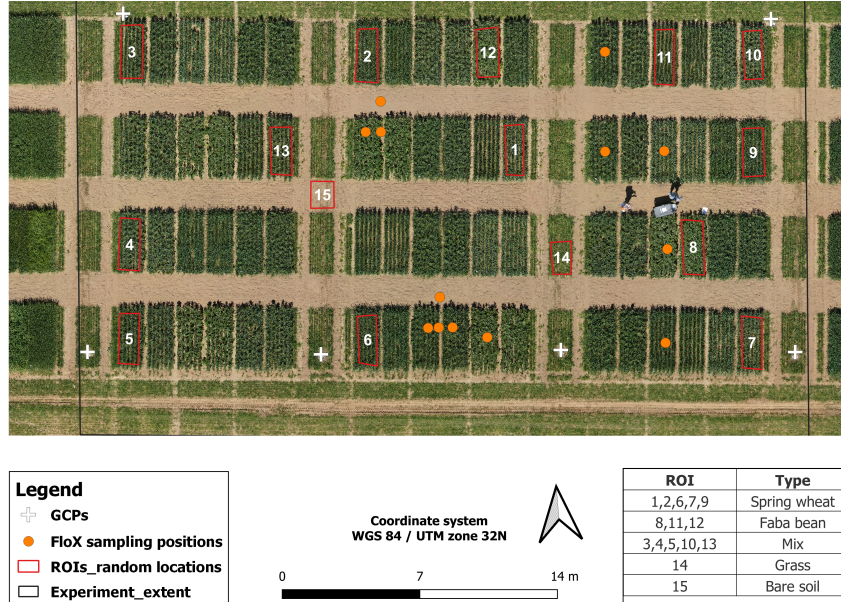 3
2
12
11
10
13
1
9
15
4
14
8
5
6
7
Legend
GCPs
FloX sampling positions
ROIs_random locations
Experiment_extent
Coordinate system
WGS 84 / UTM zone 32N
0 7 14 m
ROI Type
1,2,6,7,9 Spring wheat
8,11,12 Faba bean
3,4,5,10,13 Mix
14 Grass
15 Bare soil